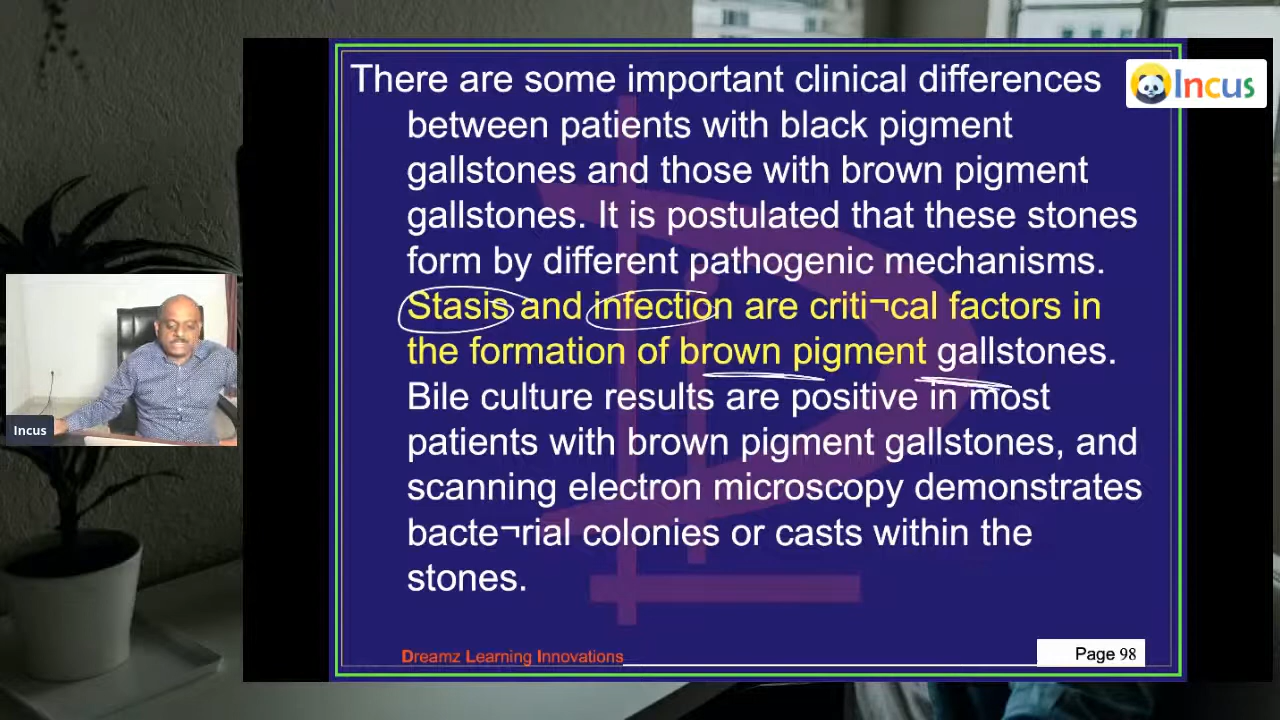 There are some important clinical differences
between patients with black pigment
gallstones and those with brown pigment
gallstones. It is postulated that these stones
form by different pathogenic mechanisms.
Stasis and infection are criti¬cal factors in
the formation of brown pigment gallstones.
Bile culture results are positive in most
patients with brown pigment gallstones, and
scanning electron microscopy demonstrates
bacte¬rial colonies or casts within the
stones.
Dreamz Learning Innovations
Page 98
Incus
Incus